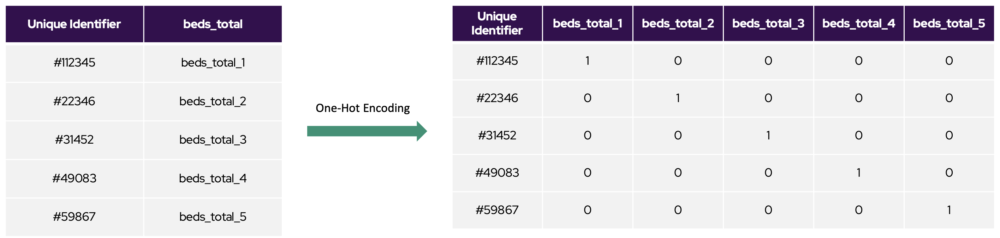 Unique Identifier beds_total
#112345 beds_total_1
#22346 beds_total_2
#31452 beds_total_3
#49083 beds_total_4
#59867 beds_total_5
One-Hot Encoding
Unique
Identifier beds_total_1 beds_total_2 beds_total_3 beds_total_4 beds_total_5
#112345 1 0 0 0 0
#22346 0 1 0 0 0
#31452 0 0 1 0 0
#49083 0 0 0 1 0
#59867 0 0 0 0 1